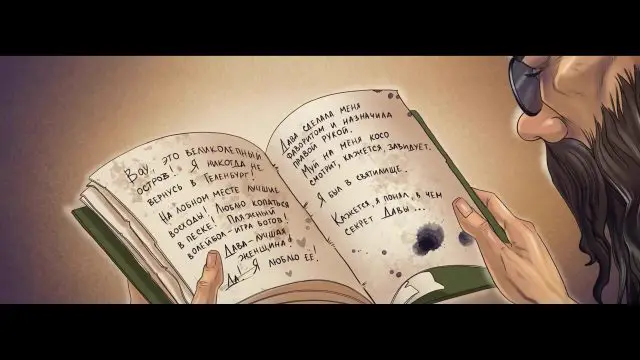 Вау, это великолепный
остров! Я никогда не
вернусь в Геленбург!
На лобном месте лучшие
восходы! Люблю копаться
в песке! Пляжный
волейбол - игра богов!
Дава - лучшая
женщина!
Да! Я люблю её!
Дава сделала меня
фаворитом и назначила
правой рукой.
Муй на меня косо
смотрит, кажется, завидует.
Я был в святилище.
Кажется, я понял, в чем
секрет Давы...